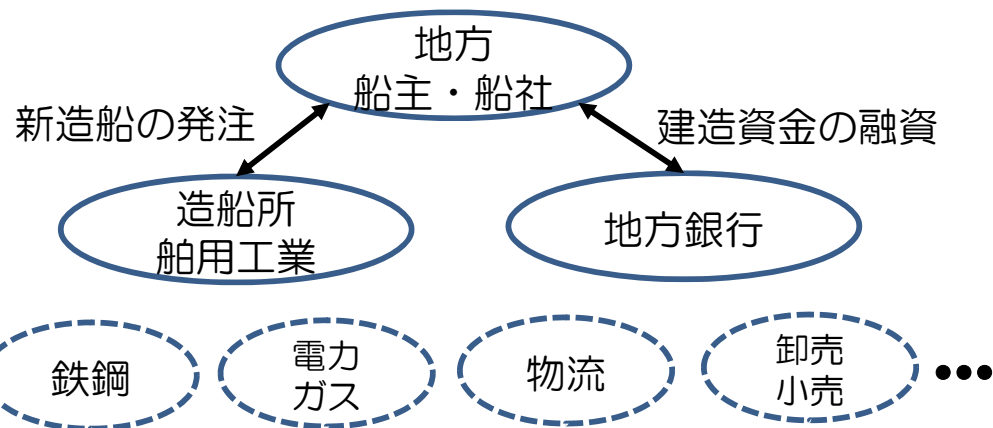 地方
船主・船社
新造船の発注
建造資金の融資
造船所
舶用工業
地方銀行
鉄鋼
電力
ガス
物流
卸売
小売
•••